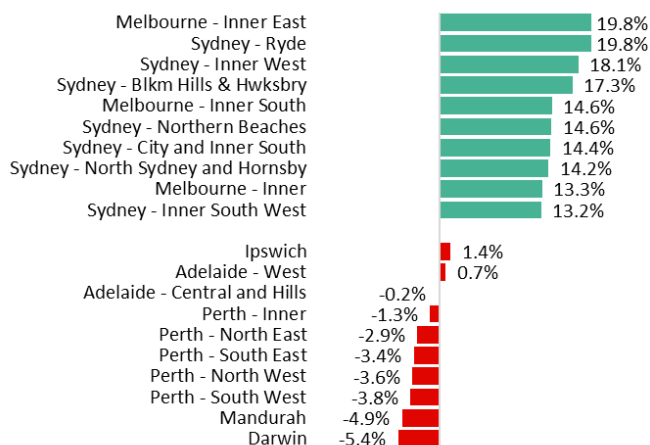 Melbourne - Inner East 19.8%
Sydney - Ryde 19.8%
Sydney - Inner West 18.1%
Sydney - Blkm Hills & Hwksbry 17.3%
Melbourne - Inner South 14.6%
Sydney - Northern Beaches 14.6%
Sydney - City and Inner South 14.4%
Sydney - North Sydney and Hornsby 14.2%
Melbourne - Inner 13.3%
Sydney - Inner South West 13.2%
Ipswich 1.4%
Adelaide - West 0.7%
Adelaide - Central and Hills -0.2%
Perth - Inner -1.3%
Perth - North East -2.9%
Perth - South East -3.4%
Perth - North West -3.6%
Perth - South West -3.8%
Mandurah -4.9%
Darwin -5.4%